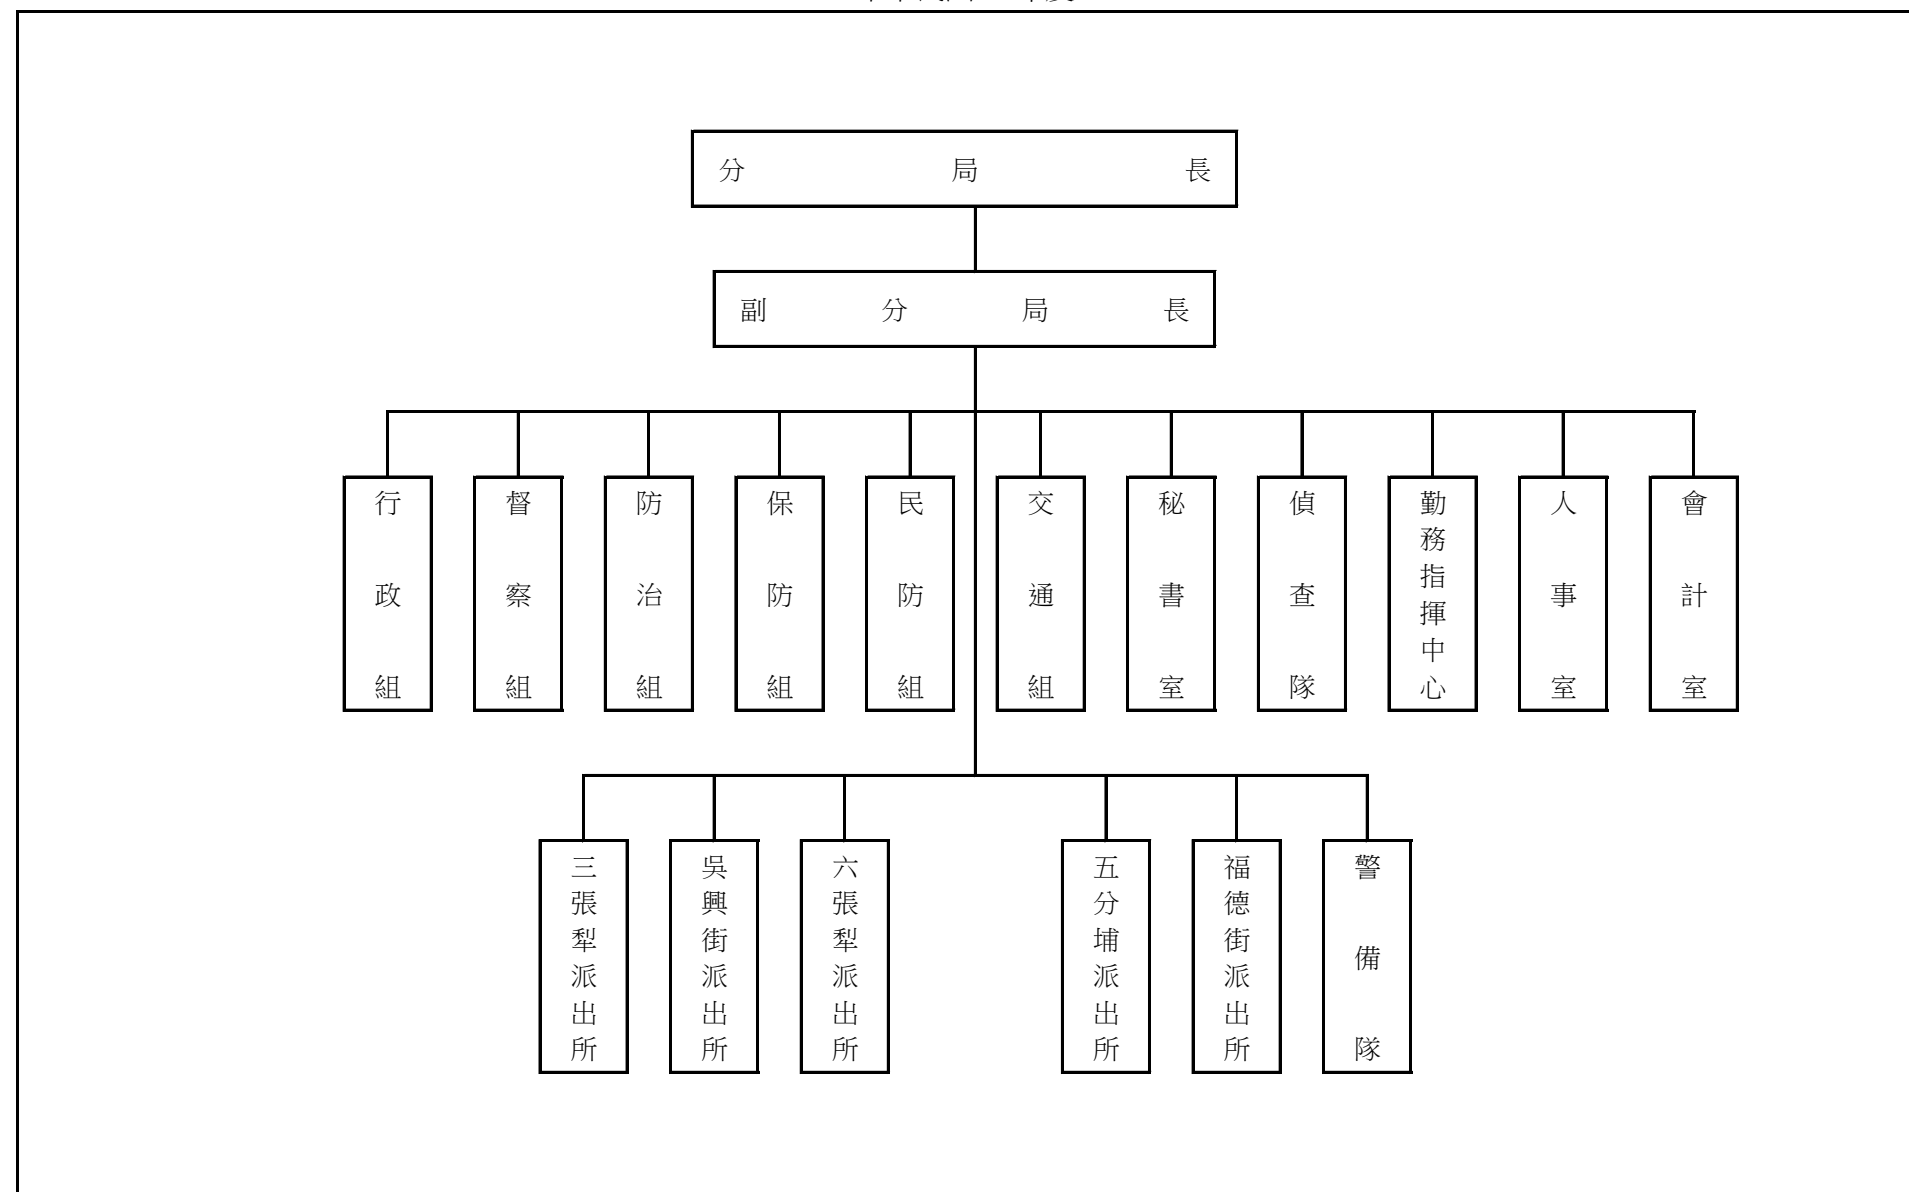 分局長
副分局長
行政組
督察組
防治組
保防組
民防組
交通組
秘書室
偵查隊
勤務指揮中心
人事室
會計室
三張犁派出所
吳興街派出所
六張犁派出所
五分埔派出所
福德街派出所
警備隊